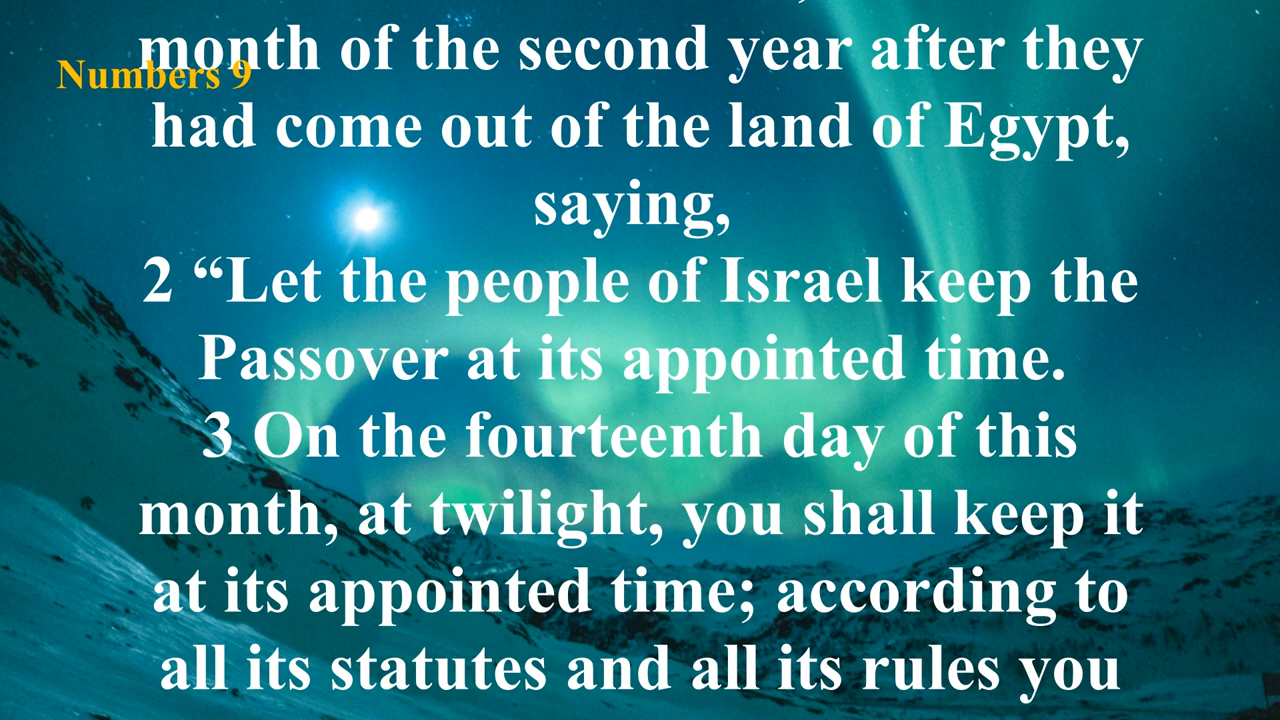 month of the second year after they
Numbers 9
had come out of the land of Egypt,
saying,
2 “Let the people of Israel keep the
Passover at its appointed time.
3 On the fourteenth day of this
month, at twilight, you shall keep it
at its appointed time; according to
all its statutes and all its rules you